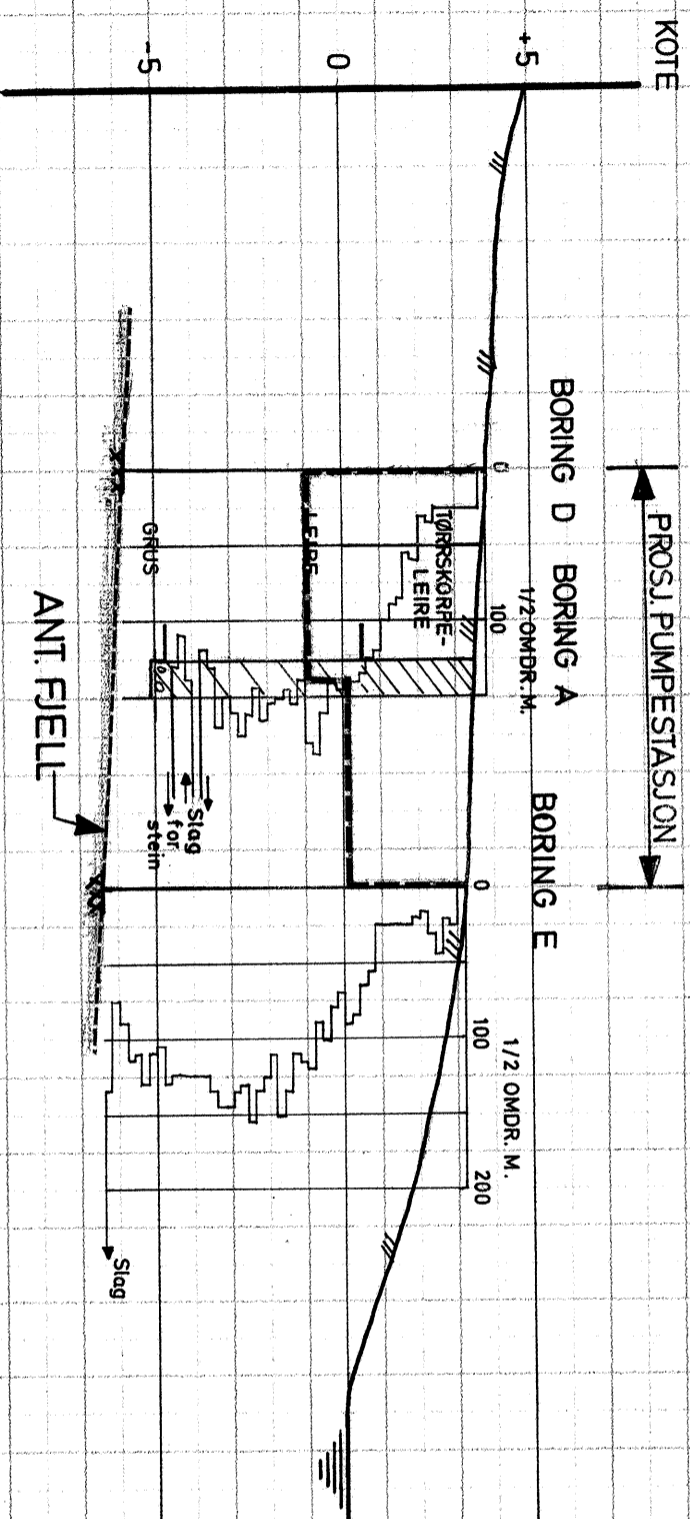 KOTE
+5
0
-5
PROSJ. PUMPESTASJON
BORING D
BORING A
BORING E
0
100
1/2 OMDR. M.
TØRRSKORPE-
LEIRE
LEIRE
GRUS
Slag
for
stein
0
100
200
1/2 OMDR. M.
Slag
ANT. FJELL